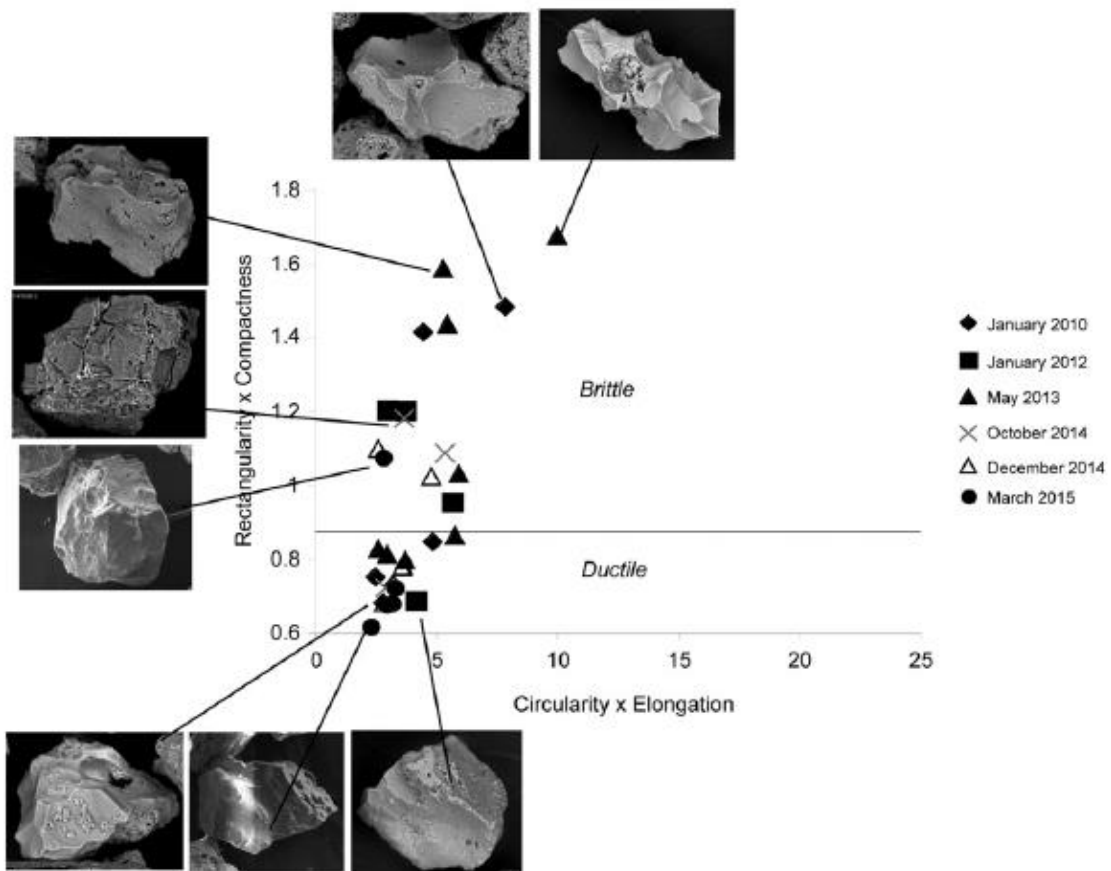 Rectangularity x Compactness
1.8
1.6
1.4
1.2
1
0.8
0.6
Brittle
Ductile
0 5 10 15 20 25
Circularity x Elongation
January 2010
January 2012
May 2013
October 2014
December 2014
March 2015